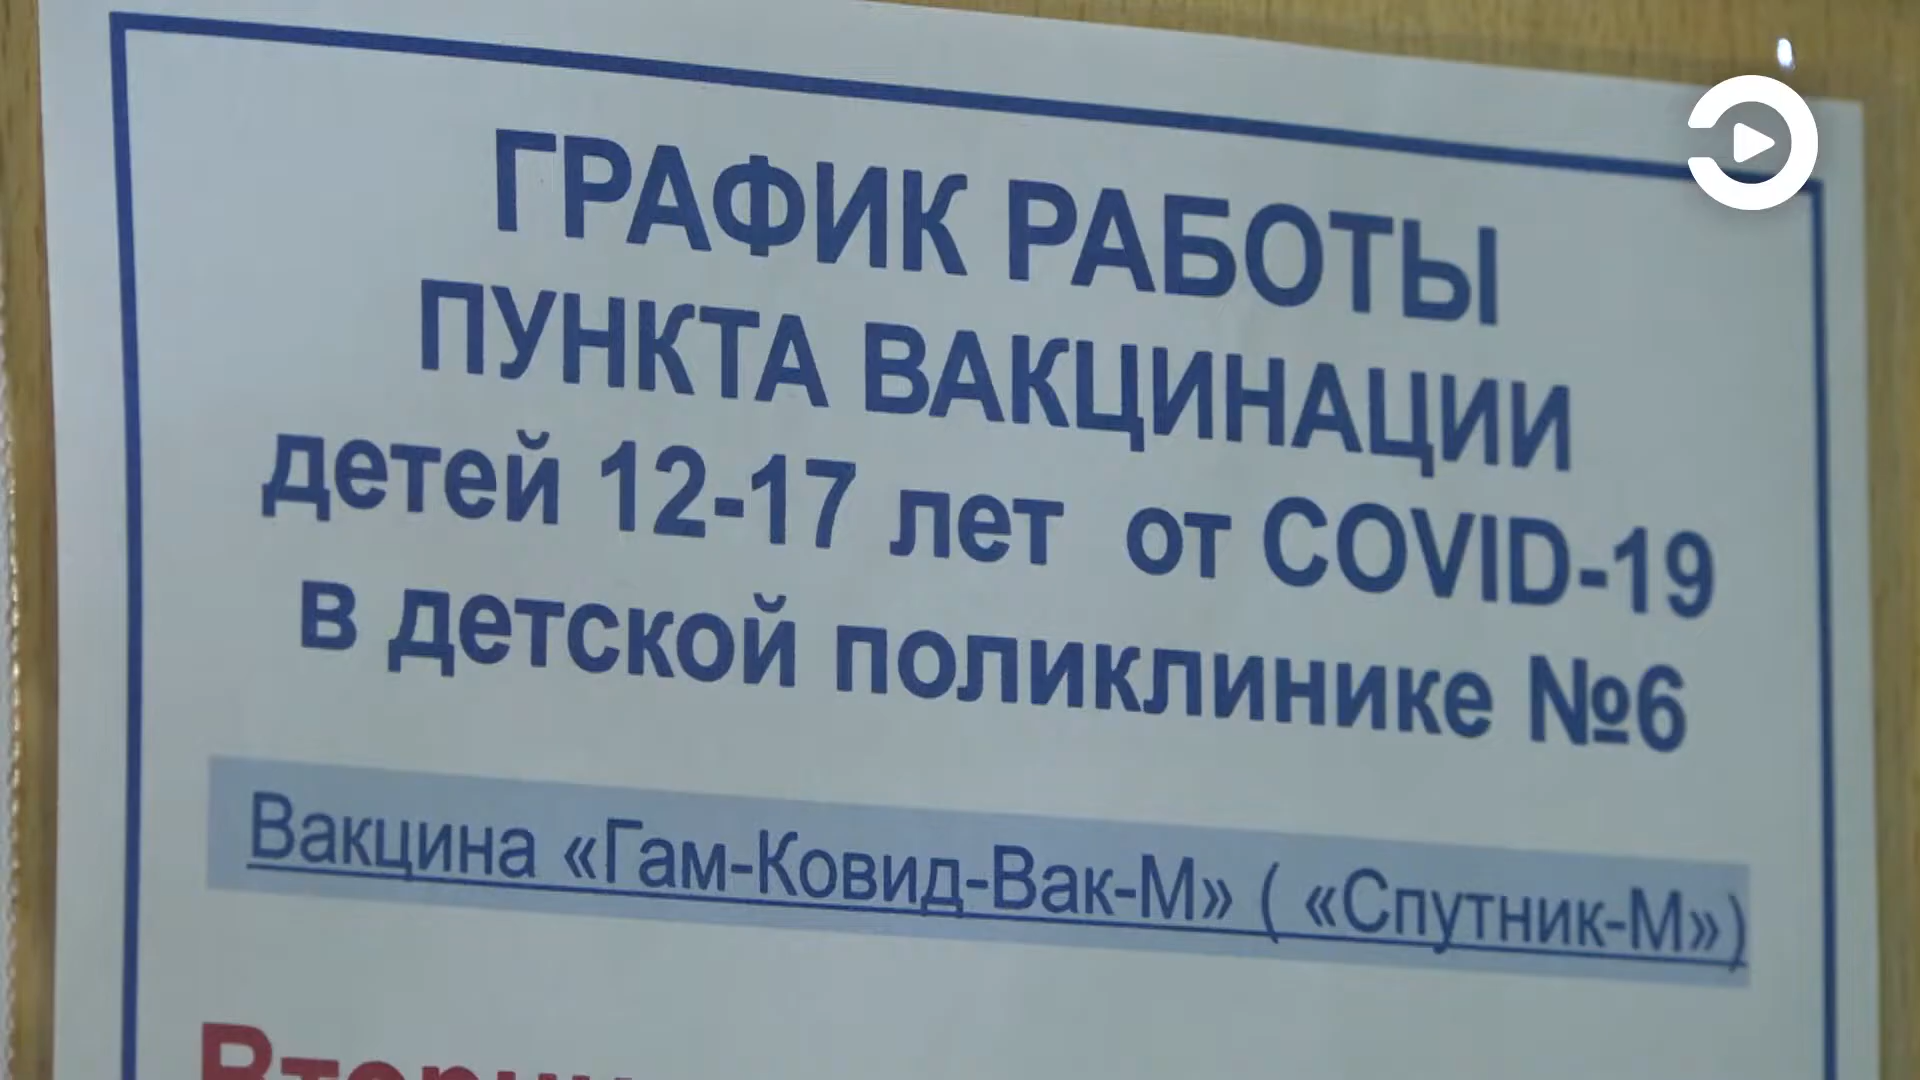 ГРАФИК РАБОТЫ
ПУНКТА ВАКЦИНАЦИИ
детей 12-17 лет от COVID-19
в детской поликлинике №6
Вакцина «Гам-Ковид-Вак-М» ( «Спутник-М»)